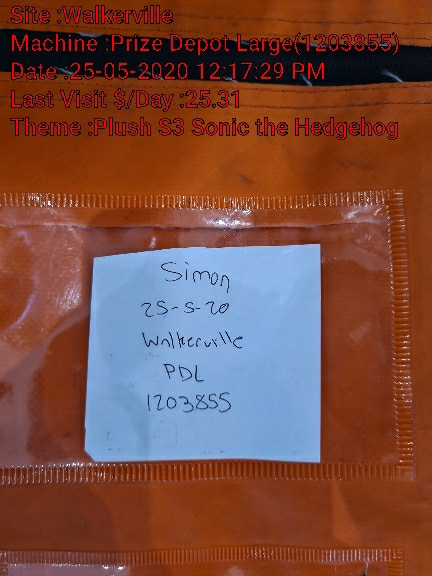 Site :Walkerville
Machine :Prize Depot Large(1203855)
Date :25-05-2020 12:17:29 PM
Last Visit $/Day :25.31
Theme :Plush S3 Sonic the Hedgehog
Simon
25-5-20
Walkerville
PDL
1203855